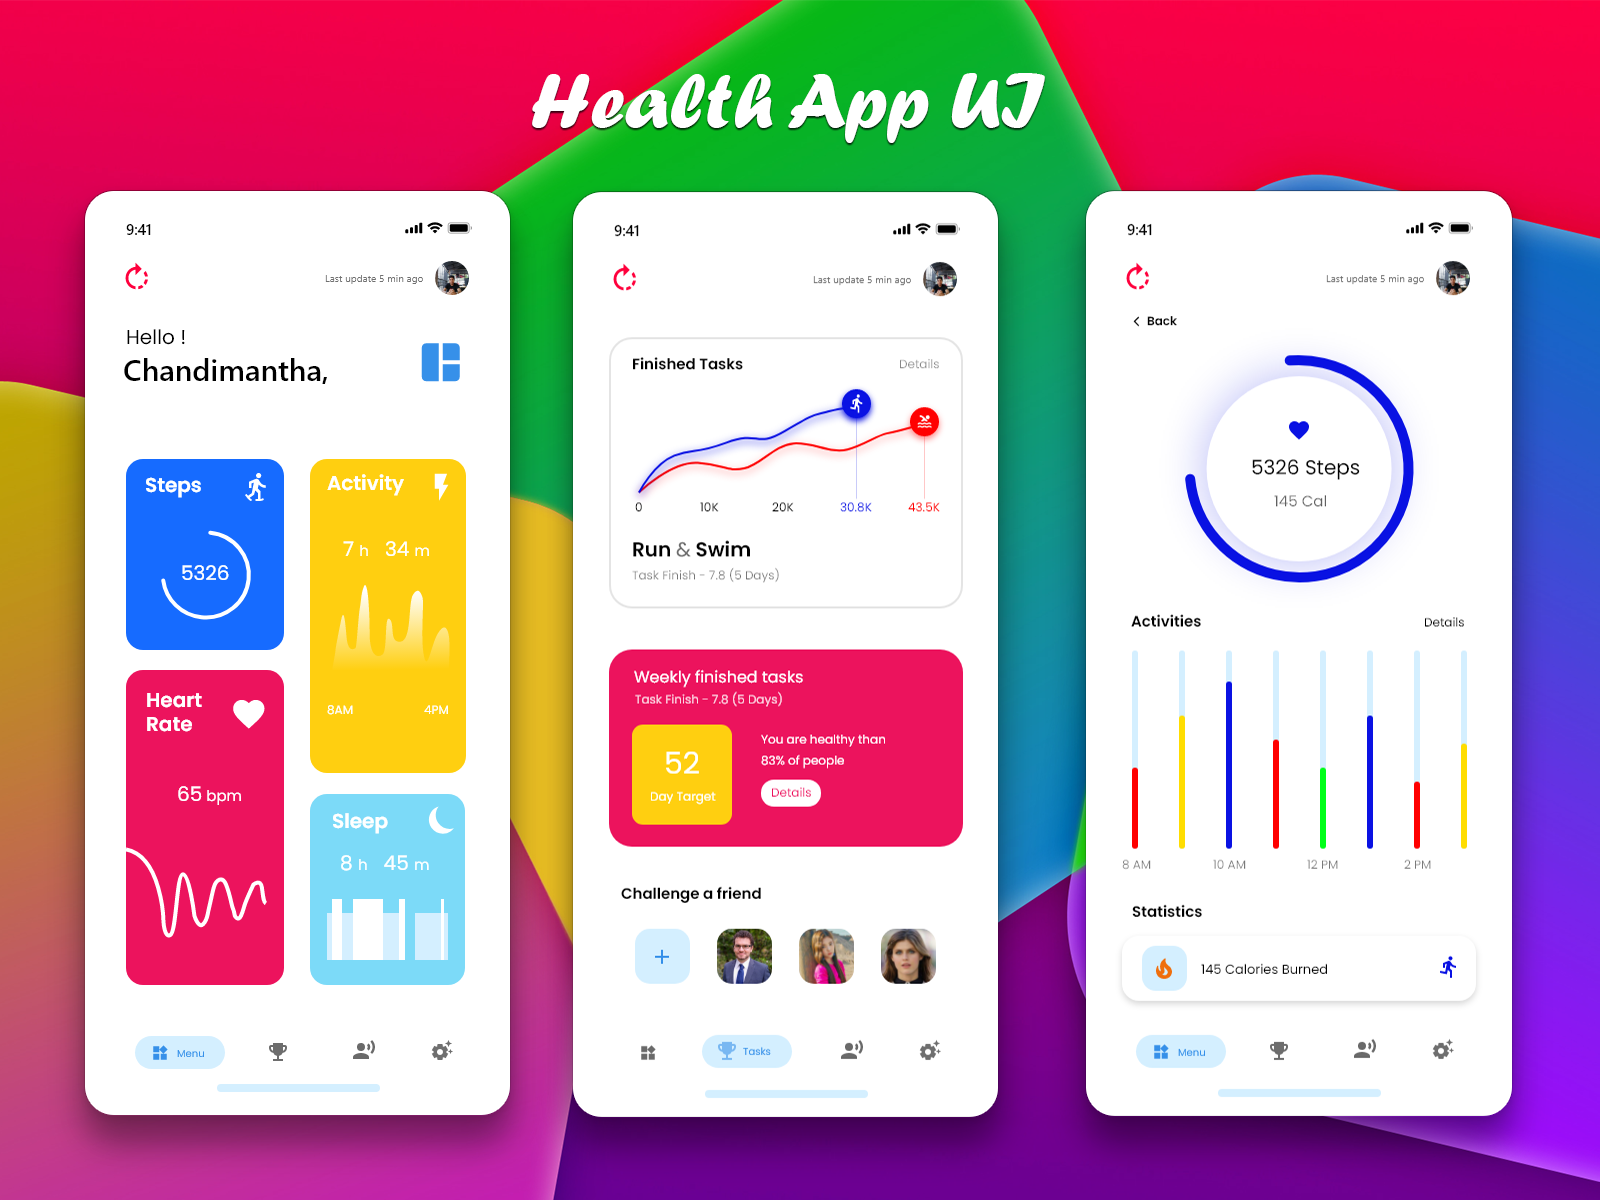 Health App UI
9:41
Last update 5 min ago
Hello !
Chandimantha,
Steps
5326
Activity
7 h 34 m
8AM 4PM
Heart
Rate
65 bpm
Sleep
8 h 45 m
Menu
9:41
Last update 5 min ago
Finished Tasks Details
0 10K 20K 30.8K 43.5K
Run & Swim
Task Finish - 7.8 (5 Days)
Weekly finished tasks
Task Finish - 7.8 (5 Days)
52
Day Target
You are healthy than
83% of people
Details
Challenge a friend
Tasks
9:41
Last update 5 min ago
Back
5326 Steps
145 Cal
Activities Details
8 AM 10 AM 12 PM 2 PM
Statistics
145 Calories Burned
Menu